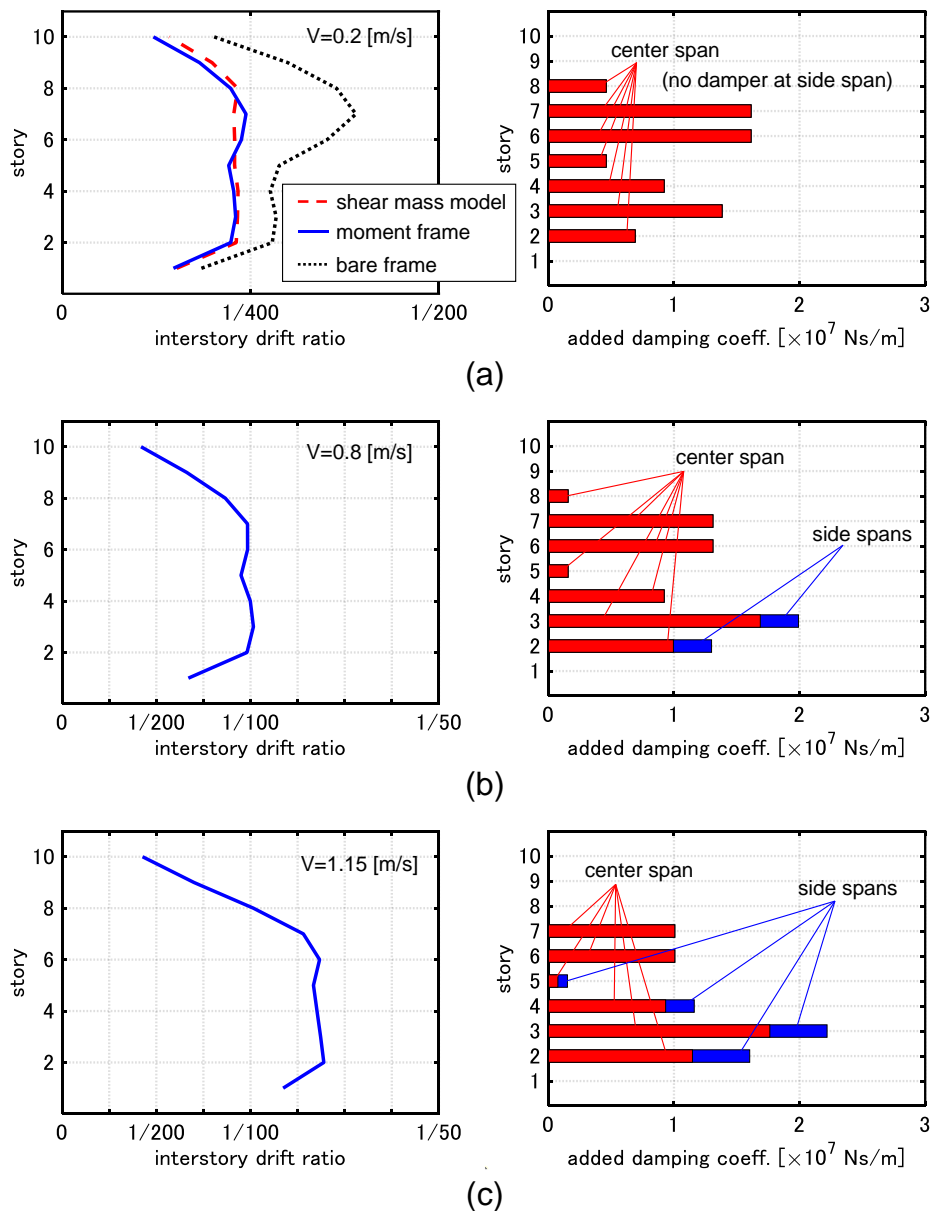 10
8
6
4
2
story
V=0.2 [m/s]
shear mass model
moment frame
bare frame
0
1/400
1/200
interstory drift ratio
10
9
8
7
6
5
4
3
2
1
story
center span
(no damper at side span)
0
1
2
3
added damping coeff. [×10^7 Ns/m]
(a)
10
8
6
4
2
story
V=0.8 [m/s]
0
1/200
1/100
1/50
interstory drift ratio
10
9
8
7
6
5
4
3
2
1
story
center span
side spans
0
1
2
3
added damping coeff. [×10^7 Ns/m]
(b)
10
8
6
4
2
story
V=1.15 [m/s]
0
1/200
1/100
1/50
interstory drift ratio
10
9
8
7
6
5
4
3
2
1
story
center span
side spans
0
1
2
3
added damping coeff. [×10^7 Ns/m]
(c)